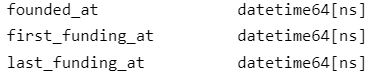 founded_at datetime64[ns]
first_funding_at datetime64[ns]
last_funding_at datetime64[ns]